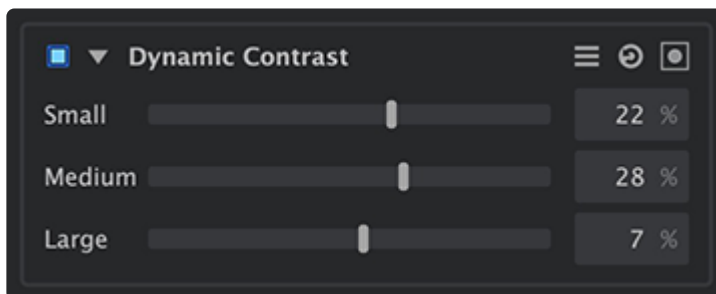 Dynamic Contrast
Small 22 %
Medium 28 %
Large 7 %